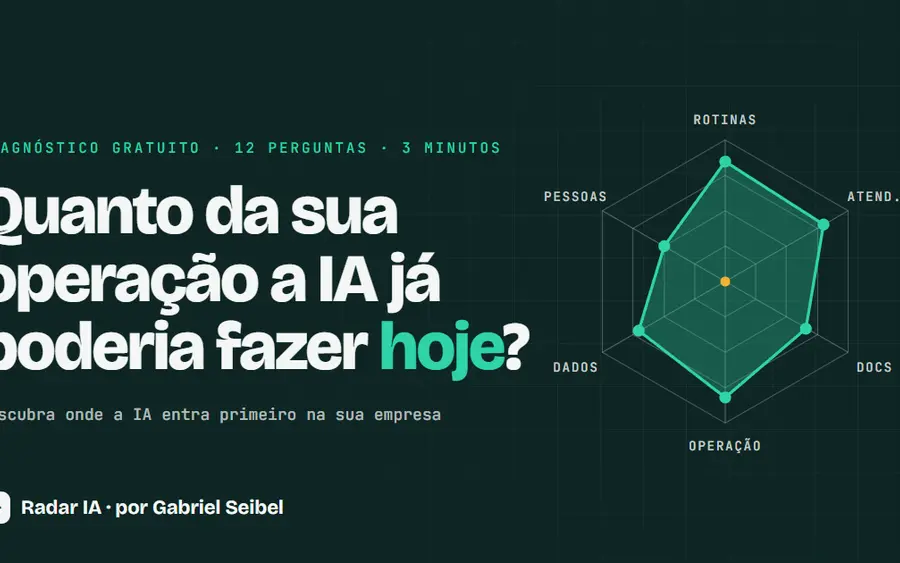 AGNÓSTICO GRATUITO · 12 PERGUNTAS · 3 MINUTOS
Quanto da sua
operação a IA já
poderia fazer hoje?
scubra onde a IA entra primeiro na sua empresa
Radar IA · por Gabriel Seibel
ROTINAS
PESSOAS
ATEND.
DADOS
DOCS
OPERAÇÃO